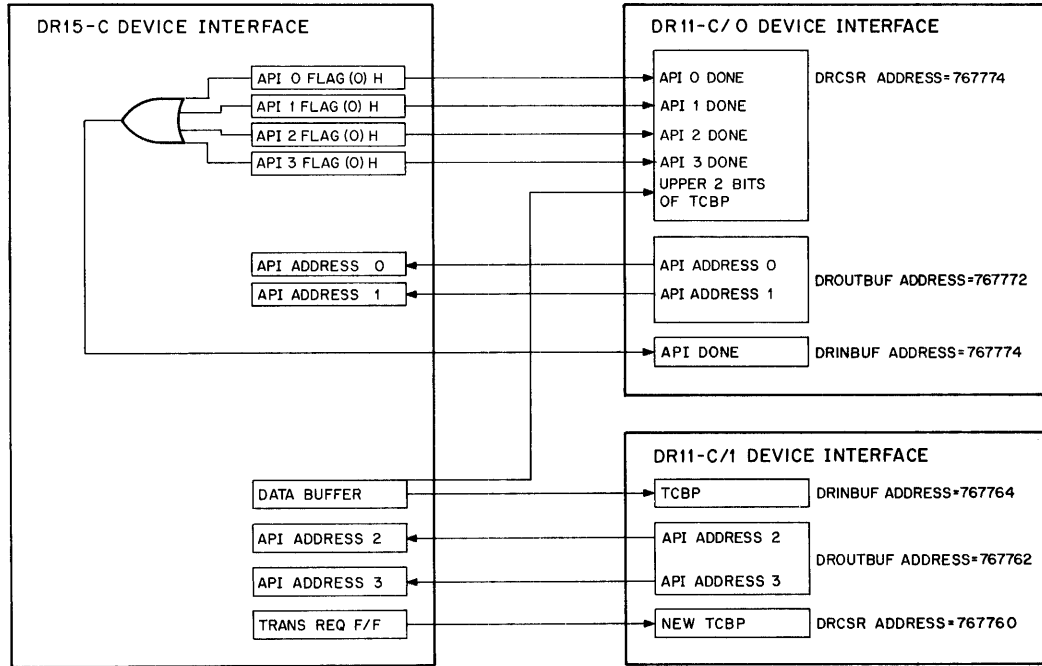 DR15-C DEVICE INTERFACE
API 0 FLAG (0) H
API 1 FLAG (0) H
API 2 FLAG (0) H
API 3 FLAG (0) H
API ADDRESS 0
API ADDRESS 1
DATA BUFFER
API ADDRESS 2
API ADDRESS 3
TRANS REQ F/F
DR11-C/0 DEVICE INTERFACE
API 0 DONE
DRCSR ADDRESS=767774
API 1 DONE
API 2 DONE
API 3 DONE
UPPER 2 BITS
OF TCBP
API ADDRESS 0
DROUTBUF ADDRESS=767772
API ADDRESS 1
API DONE
DRINBUF ADDRESS=767774
DR11-C/1 DEVICE INTERFACE
TCBP
DRINBUF ADDRESS=767764
API ADDRESS 2
DROUTBUF ADDRESS=767762
API ADDRESS 3
NEW TCBP
DRCSR ADDRESS=767760